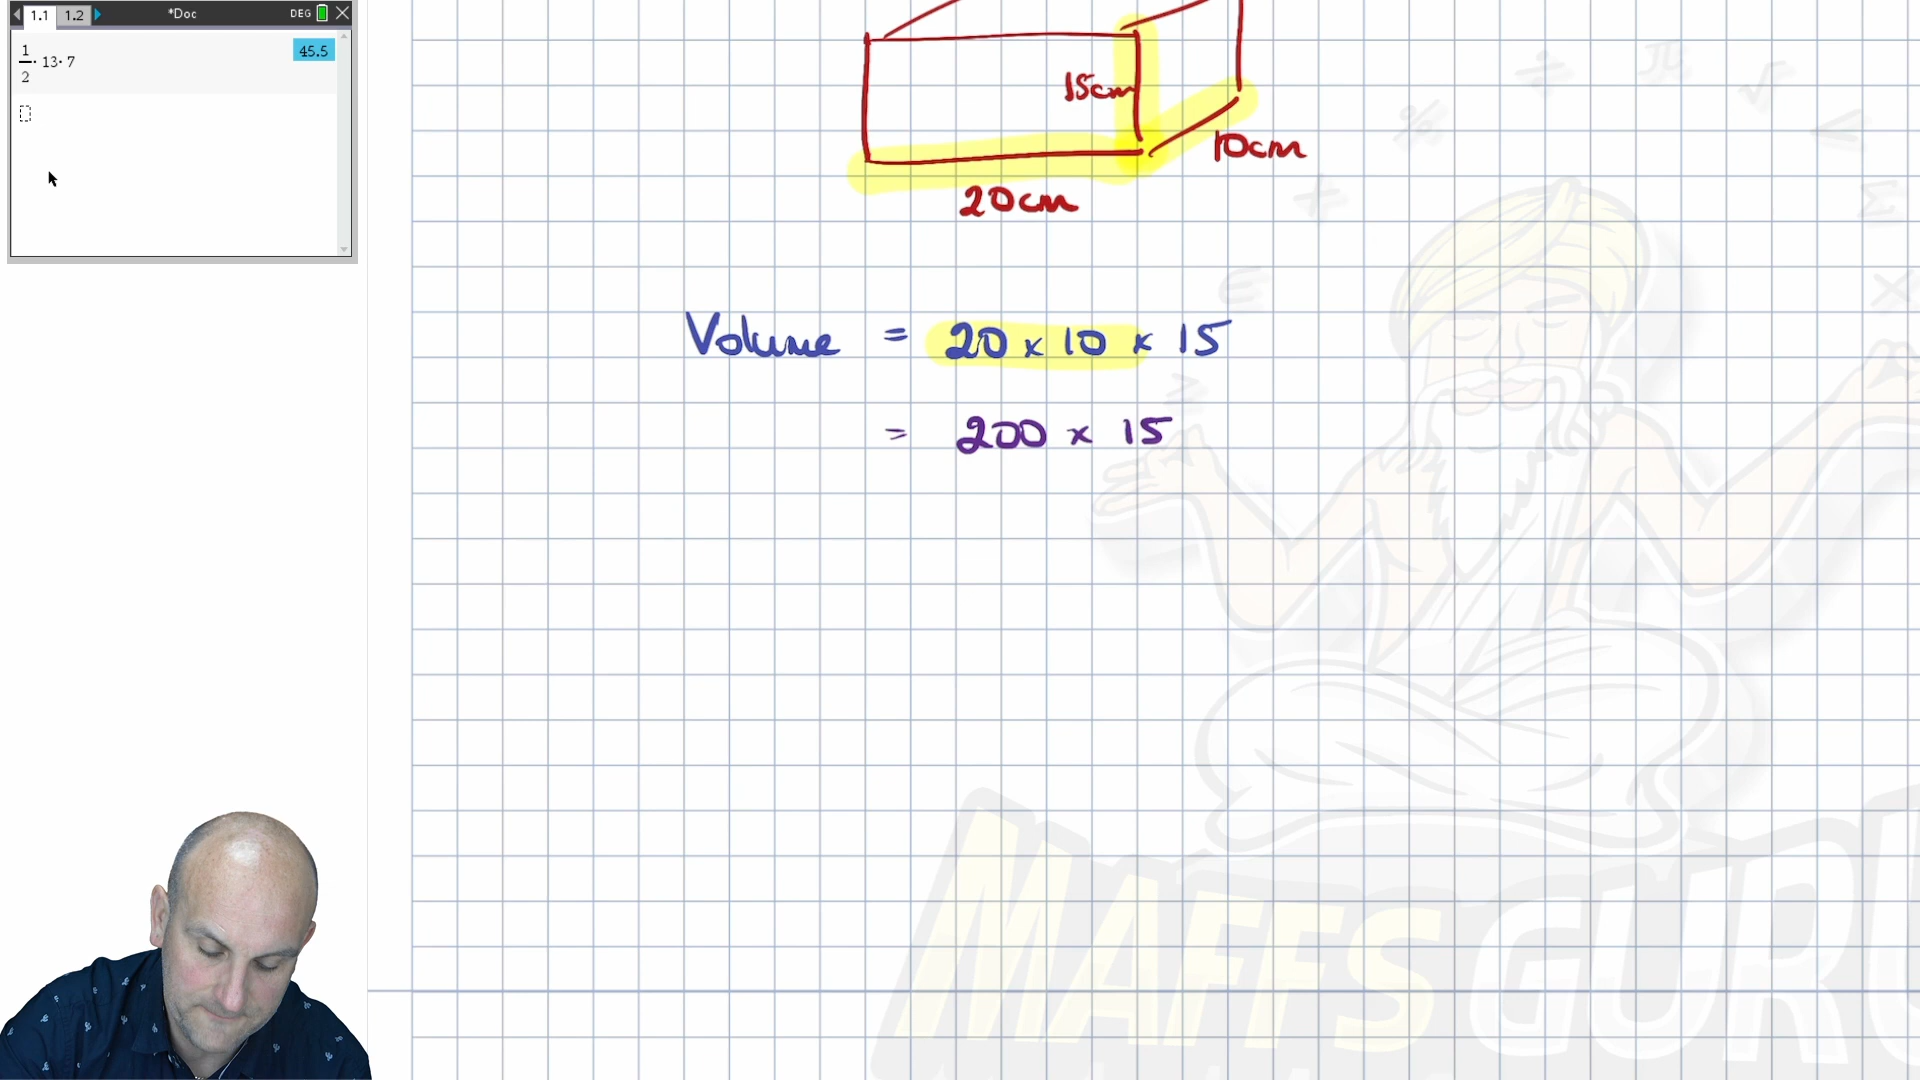 1.1 1.2 *Doc DEG
1/2 · 13 · 7 45.5
15cm
10cm
20cm
Volume = 20 x 10 x 15
= 200 x 15
MAFFS GURU